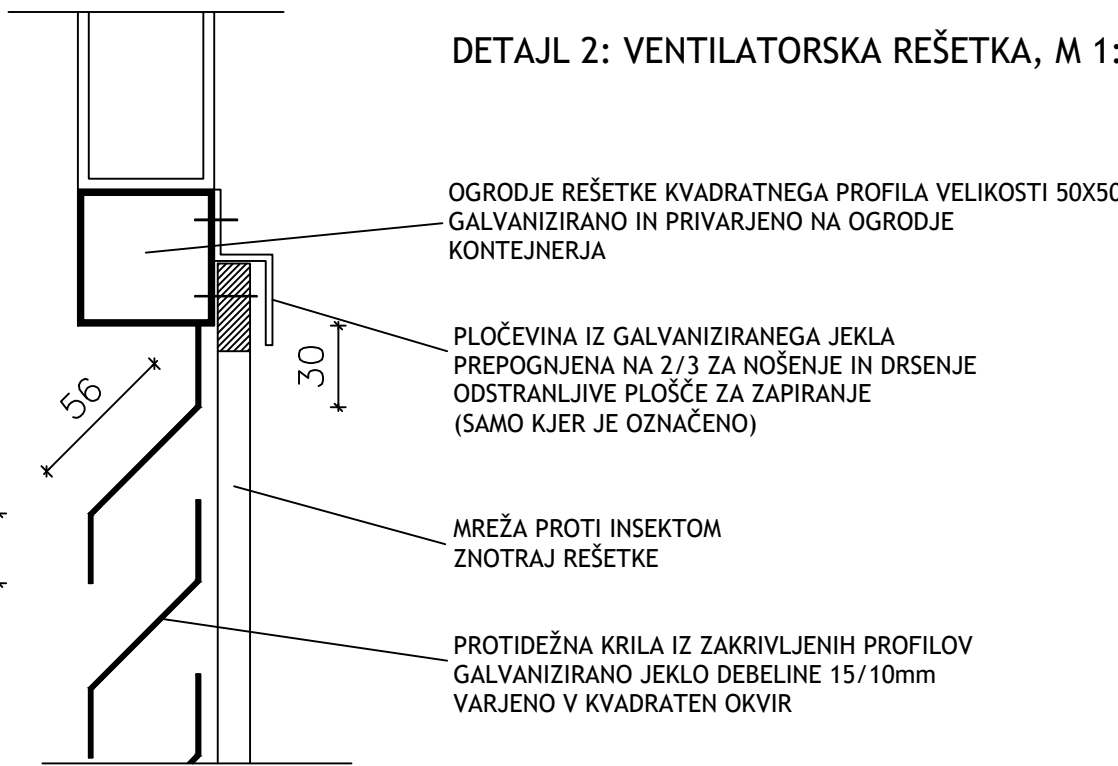 DETAJL 2: VENTILATORSKA REŠETKA, M 1:
OGRODJE REŠETKE KVADRATNEGA PROFILA VELIKOSTI 50X50
GALVANIZIRANO IN PRIVARJENO NA OGRODJE
KONTEJNERJA
PLOČEVINA IZ GALVANIZIRANEGA JEKLA
PREPOGNJENA NA 2/3 ZA NOŠENJE IN DRSENJE
ODSTRANLJIVE PLOŠČE ZA ZAPIRANJE
(SAMO KJER JE OZNAČENO)
30
56
MREŽA PROTI INSEKTOM
ZNOTRAJ REŠETKE
PROTIDEŽNA KRILA IZ ZAKRIVLJENIH PROFILOV
GALVANIZIRANO JEKLO DEBELINE 15/10mm
VARJENO V KVADRATEN OKVIR